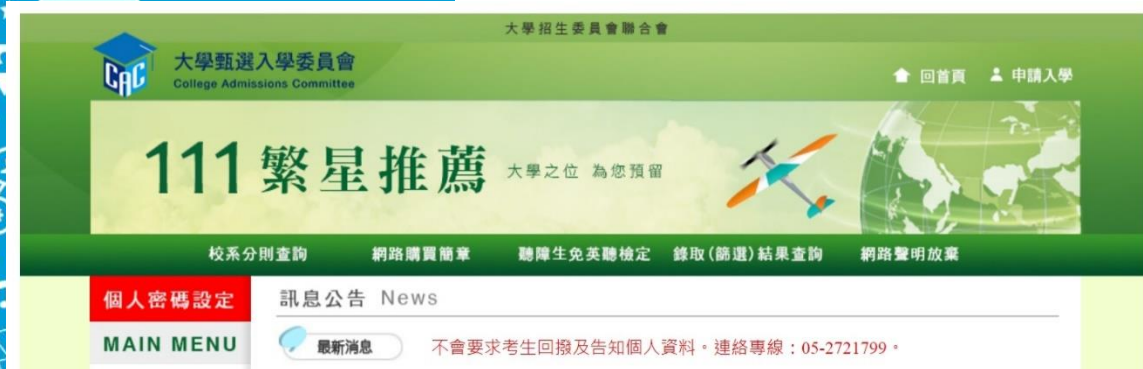 大學招生委員會聯合會
CAC
大學甄選入學委員會
College Admissions Committee
回首頁 申請入學
111 繁星推薦 大學之位 為您預留
校系分則查詢 網路購買簡章 聽障生免英聽檢定 錄取(篩選)結果查詢 網路聲明放棄
個人密碼設定 訊息公告 News
MAIN MENU 最新消息 不會要求考生回撥及告知個人資料。連絡專線：05-2721799。